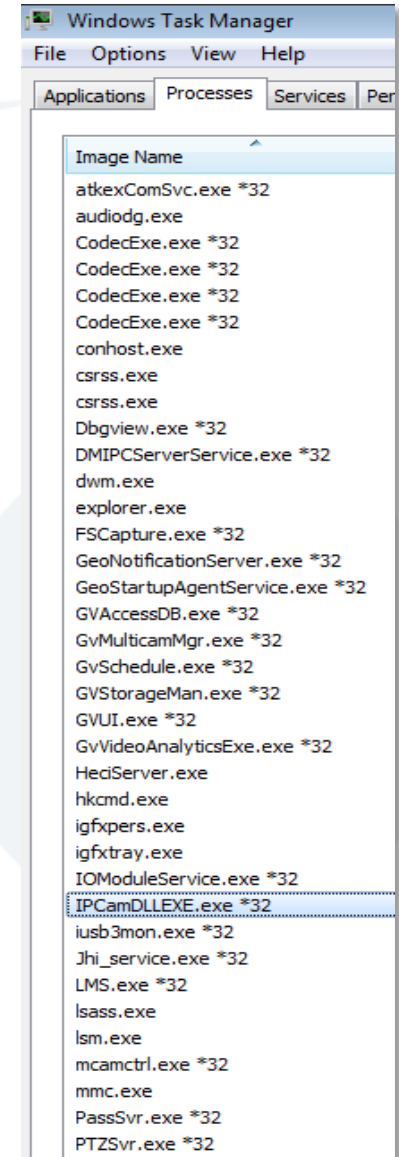 Windows Task Manager
File Options View Help
Applications Processes Services Per
Image Name
atkexComSvc.exe *32
audiodg.exe
CodecExe.exe *32
CodecExe.exe *32
CodecExe.exe *32
CodecExe.exe *32
conhost.exe
csrss.exe
csrss.exe
Dbgview.exe *32
DMIPCServerService.exe *32
dwm.exe
explorer.exe
FSCapture.exe *32
GeoNotificationServer.exe *32
GeoStartupAgentService.exe *32
GVAccessDB.exe *32
GvMulticamMgr.exe *32
GvSchedule.exe *32
GVStorageMan.exe *32
GVUI.exe *32
GvVideoAnalyticsExe.exe *32
HeciServer.exe
hkcmd.exe
igfxpers.exe
igfxtray.exe
IOModuleService.exe *32
IPCamDLLEXE.exe *32
iusb3mon.exe *32
Jhi_service.exe *32
LMS.exe *32
lsass.exe
lsm.exe
mcamctrl.exe *32
mmc.exe
PassSvr.exe *32
PTZSvr.exe *32